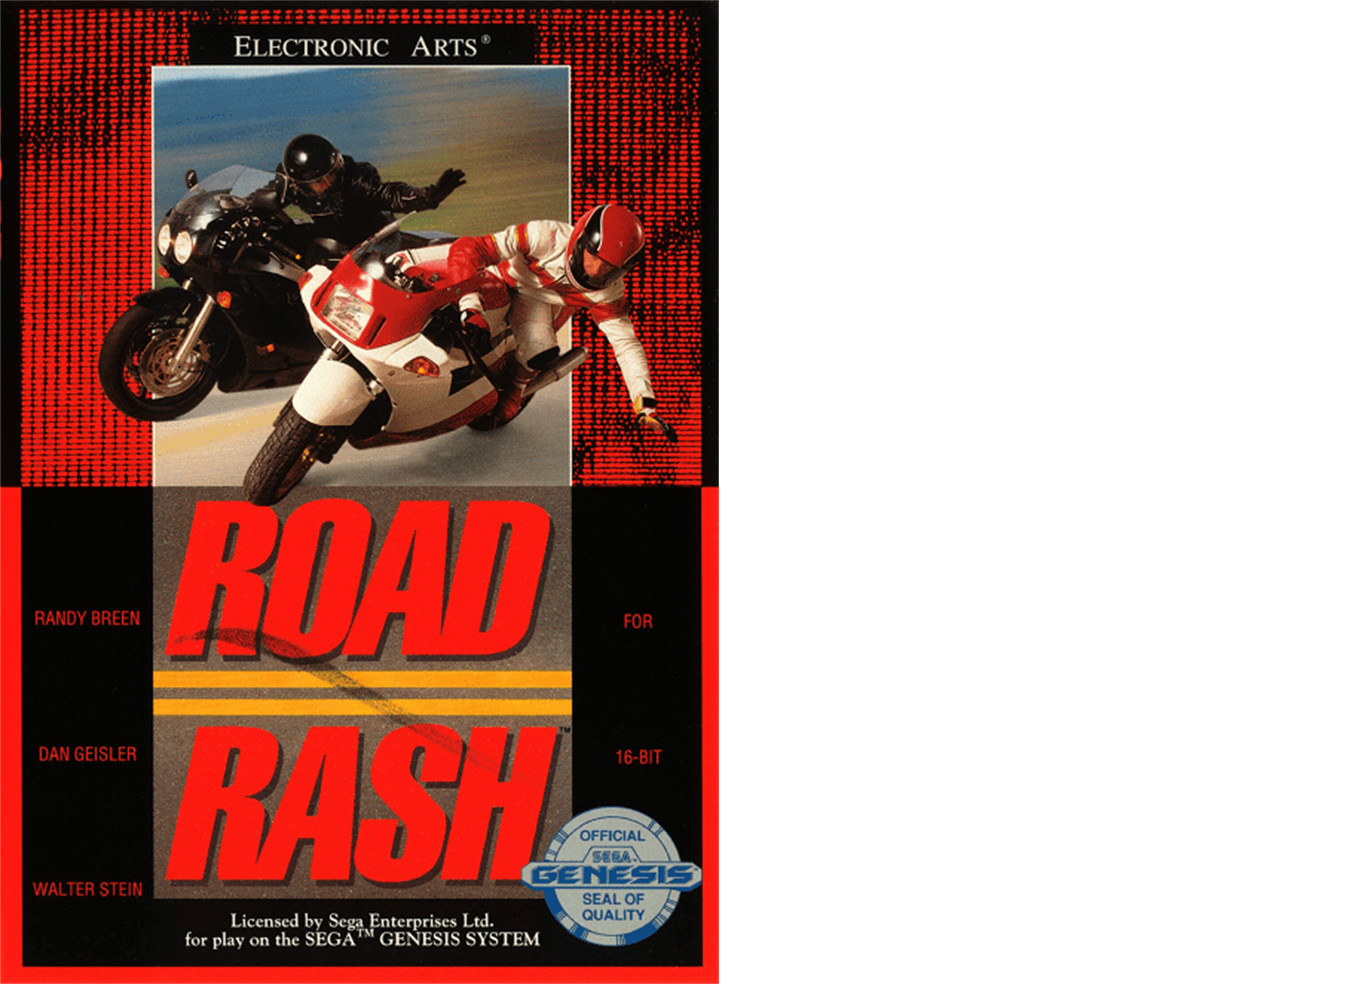 ELECTRONIC ARTS®
ROAD
RASH™
RANDY BREEN
DAN GEISLER
WALTER STEIN
FOR
16-BIT
OFFICIAL
SEGA
GENESIS
SEAL OF
QUALITY
Licensed by Sega Enterprises Ltd.
for play on the SEGA™ GENESIS SYSTEM